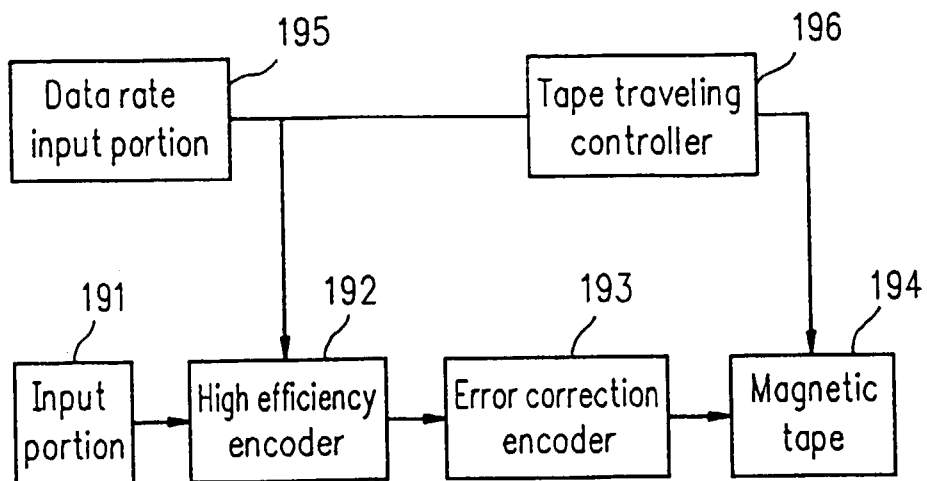 195
196
Data rate
input portion
Tape traveling
controller
191
192
193
194
Input
portion
High efficiency
encoder
Error correction
encoder
Magnetic
tape